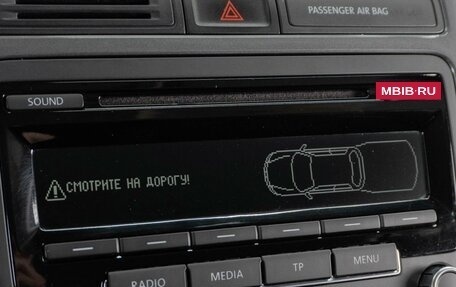 PASSENGER AIR BAG
MBIB.RU
SOUND
СМОТРИТЕ НА ДОРОГУ!
RADIO
MEDIA
TP
MENU